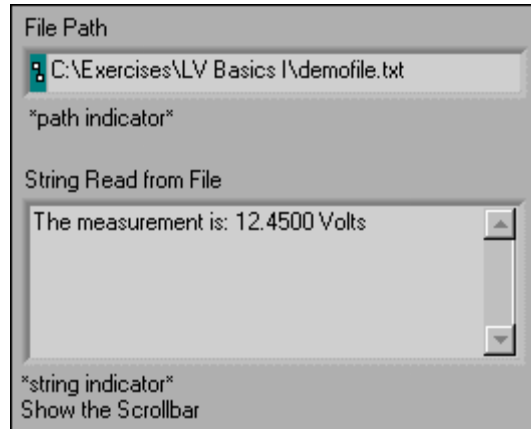 File Path
C:\Exercises\LV Basics I\demofile.txt
*path indicator*
String Read from File
The measurement is: 12.4500 Volts
*string indicator*
Show the Scrollbar